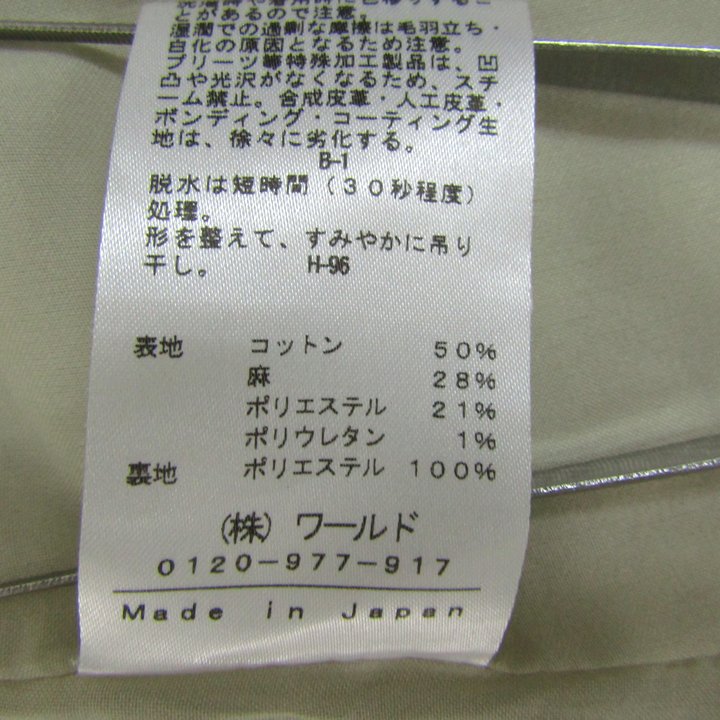 とがあるので注意。
湿潤での過剰な摩擦は毛羽立ち・
白化の原因となるため注意。
プリーツ等特殊加工製品は、凹
凸や光沢がなくなるため、スチ
ーム禁止。合成皮革・人工皮革・
ボンディング・コーティング生
地は、徐々に劣化する。
B-1
脱水は短時間（30秒程度）
処理。
形を整えて、すみやかに吊り
干し。 H-96
表地 コットン 50%
麻 28%
ポリエステル 21%
ポリウレタン 1%
裏地 ポリエステル 100%
（株）ワールド
0120-977-917
Made in Japan